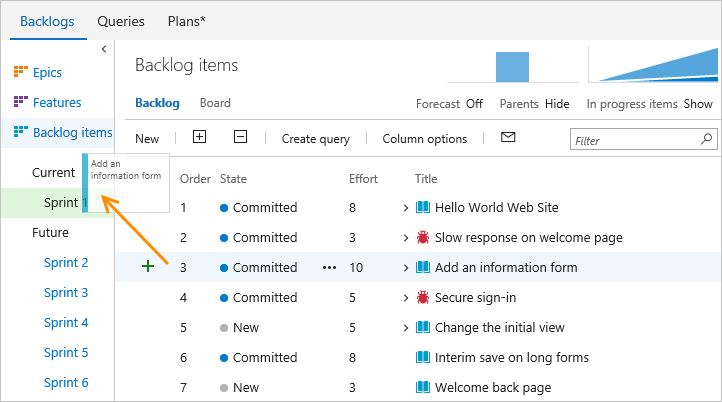 Backlogs Queries Plans*
Epics
Features
Backlog items
Current
Sprint 1
Future
Sprint 2
Sprint 3
Sprint 4
Sprint 5
Sprint 6
Add an
information form
Backlog items
Backlog Board
Forecast Off Parents Hide In progress items Show
New Create query Column options Filter
Order State Effort Title
1 Committed 8 Hello World Web Site
2 Committed 3 Slow response on welcome page
3 Committed 10 Add an information form
4 Committed 5 Secure sign-in
5 New 5 Change the initial view
6 Committed 8 Interim save on long forms
7 New 3 Welcome back page